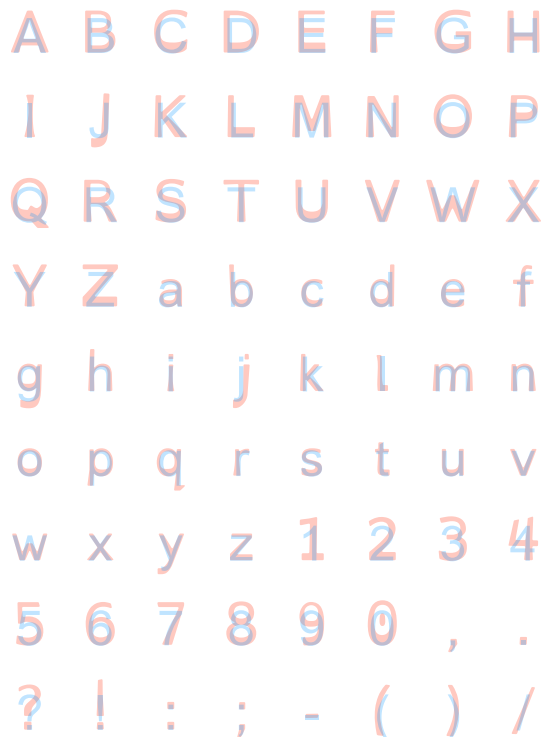 A B C D E F G H
I J K L M N O P
Q R S T U V W X
Y Z a b c d e f
g h i j k l m n
o p q r s t u v
w x y z 1 2 3 4
5 6 7 8 9 0 , .
? ! : ; - ( ) /